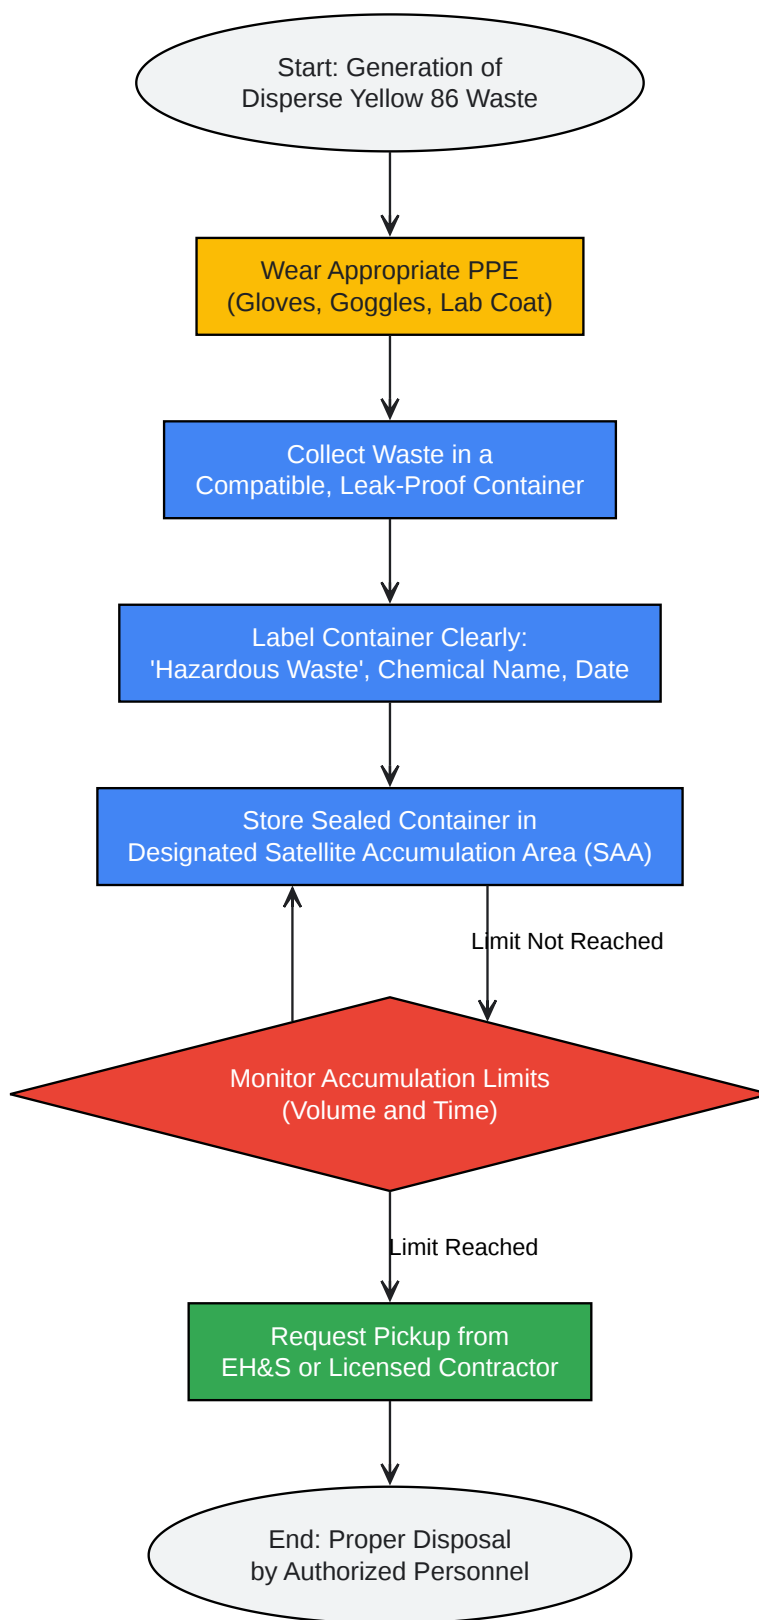 Start: Generation of
Disperse Yellow 86 Waste
Wear Appropriate PPE
(Gloves, Goggles, Lab Coat)
Collect Waste in a
Compatible, Leak-Proof Container
Label Container Clearly:
'Hazardous Waste', Chemical Name, Date
Store Sealed Container in
Designated Satellite Accumulation Area (SAA)
Limit Not Reached
Monitor Accumulation Limits
(Volume and Time)
Limit Reached
Request Pickup from
EH&S or Licensed Contractor
End: Proper Disposal
by Authorized Personnel